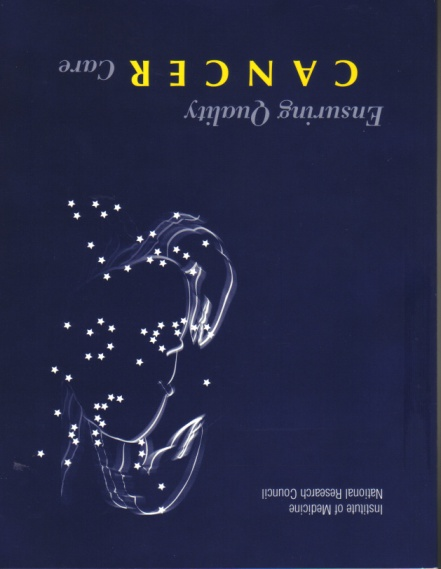 Ensuring Quality
CANCER Care
Institute of Medicine
National Research Council